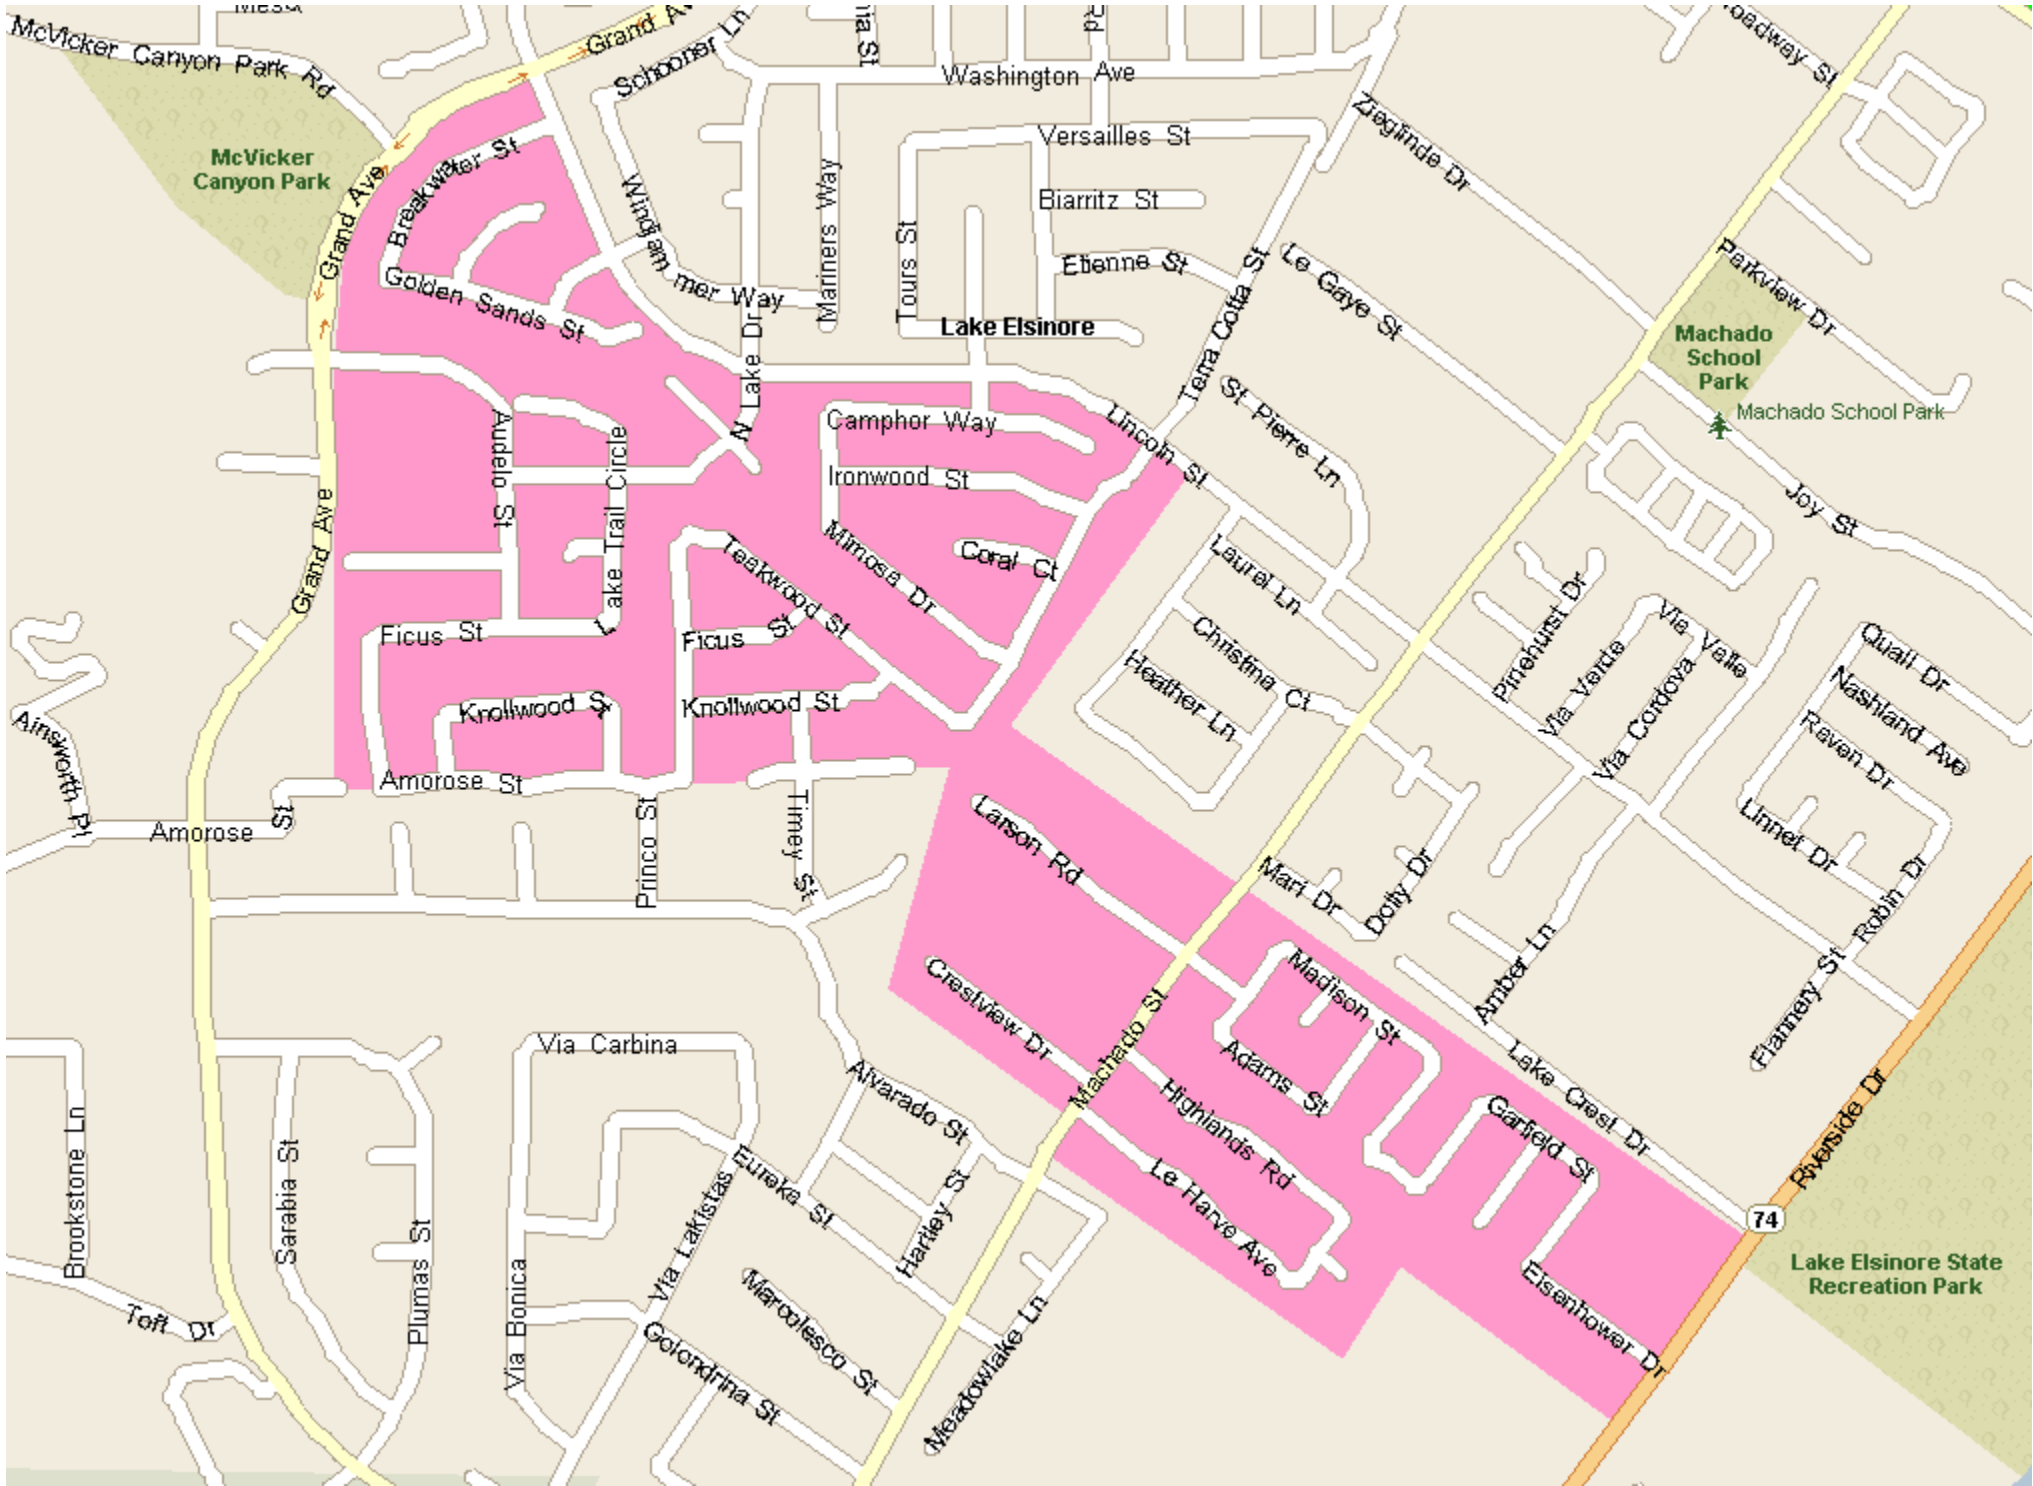 McVicker Canyon Park Rd
Grand Ave
Schooner Ln
Washington Ave
Zieglinde Dr
McVicker
Canyon Park
Breakwater St
Versailles St
Grand Ave
Windjammer Way
Mariners Way
Tours St
Biarritz St
Etienne St
Terra Cotta St
Le Gaye St
Parkview Dr
Golden Sands St
Lake Elsinore
N Lake Dr
Machado
School
Park
Machado School Park
St Pierre Ln
Lincoln St
Camphor Way
Audelo St
Lake Trail Circle
Ironwood St
Grand Ave
Mimosa Dr
Coral Ct
Teakwood St
Joy St
Laurel Ln
Pinehurst Dr
Via Valle
Via Verde
Via Cordova
Quail Dr
Nashland Ave
Raven Dr
Ficus St
Ficus St
Christina Ct
Heather Ln
Knollwood St
Knollwood St
Ainsworth Pl
Amorose St
Amorose St
Princo St
Larson Rd
Mari Dr
Dolly Dr
Linnet Dr
Robin Dr
Amber Ln
Flannery St
Crestview Dr
Machado St
Madison St
Adams St
Lake Crest Dr
Via Carbina
Alvarado St
Highlands Rd
Garfield St
Riverside Dr
Brookstone Ln
Sarabia St
Plumas St
Via Bonica
Via Lakistas
Eureka St
Hartley St
Le Harve Ave
74
Lake Elsinore State
Recreation Park
Eisenhower Dr
Toft Dr
Golondrina St
Marcolesco St
Meadowlake Ln